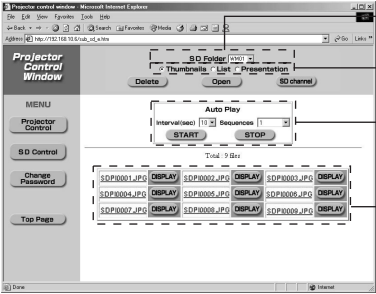 Projector control window - Microsoft Internet Explorer
File Edit View Favorites Tools Help
Back Search Favorites Media
Address http://192.168.10.6/sub_sd_e.htm Go Links »
Projector Control Window
SD Folder WM01
Thumbnails List Presentation
Delete Open SD channel
MENU
Projector Control
SD Control
Change Password
Top Page
Auto Play
Interval(sec) 10 Sequences 1
START STOP
Total : 9 files
SDPI0001.JPG DISPLAY SDPI0002.JPG DISPLAY SDPI0003.JPG DISPLAY
SDPI0004.JPG DISPLAY SDPI0005.JPG DISPLAY SDPI0006.JPG DISPLAY
SDPI0007.JPG DISPLAY SDPI0008.JPG DISPLAY SDPI0009.JPG DISPLAY
Done Internet